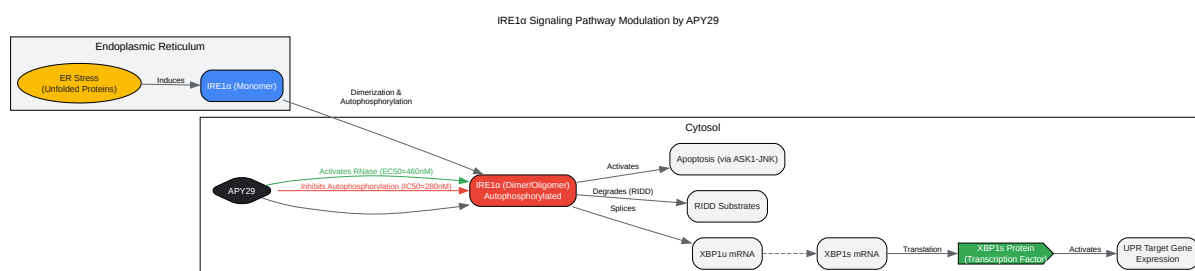 IRE1α Signaling Pathway Modulation by APY29
Endoplasmic Reticulum
ER Stress
(Unfolded Proteins)
Induces
IRE1α (Monomer)
Dimerization &
Autophosphorylation
Cytosol
APY29
Activates RNase (EC50=460nM)
Inhibits Autophosphorylation (IC50=280nM)
IRE1α (Dimer/Oligomer)
Autophosphorylated
Activates
Apoptosis (via ASK1-JNK)
Degrades (RIDD)
RIDD Substrates
Splices
XBP1u mRNA
XBP1s mRNA
Translation
XBP1s Protein
(Transcription Factor)
Activates
UPR Target Gene
Expression